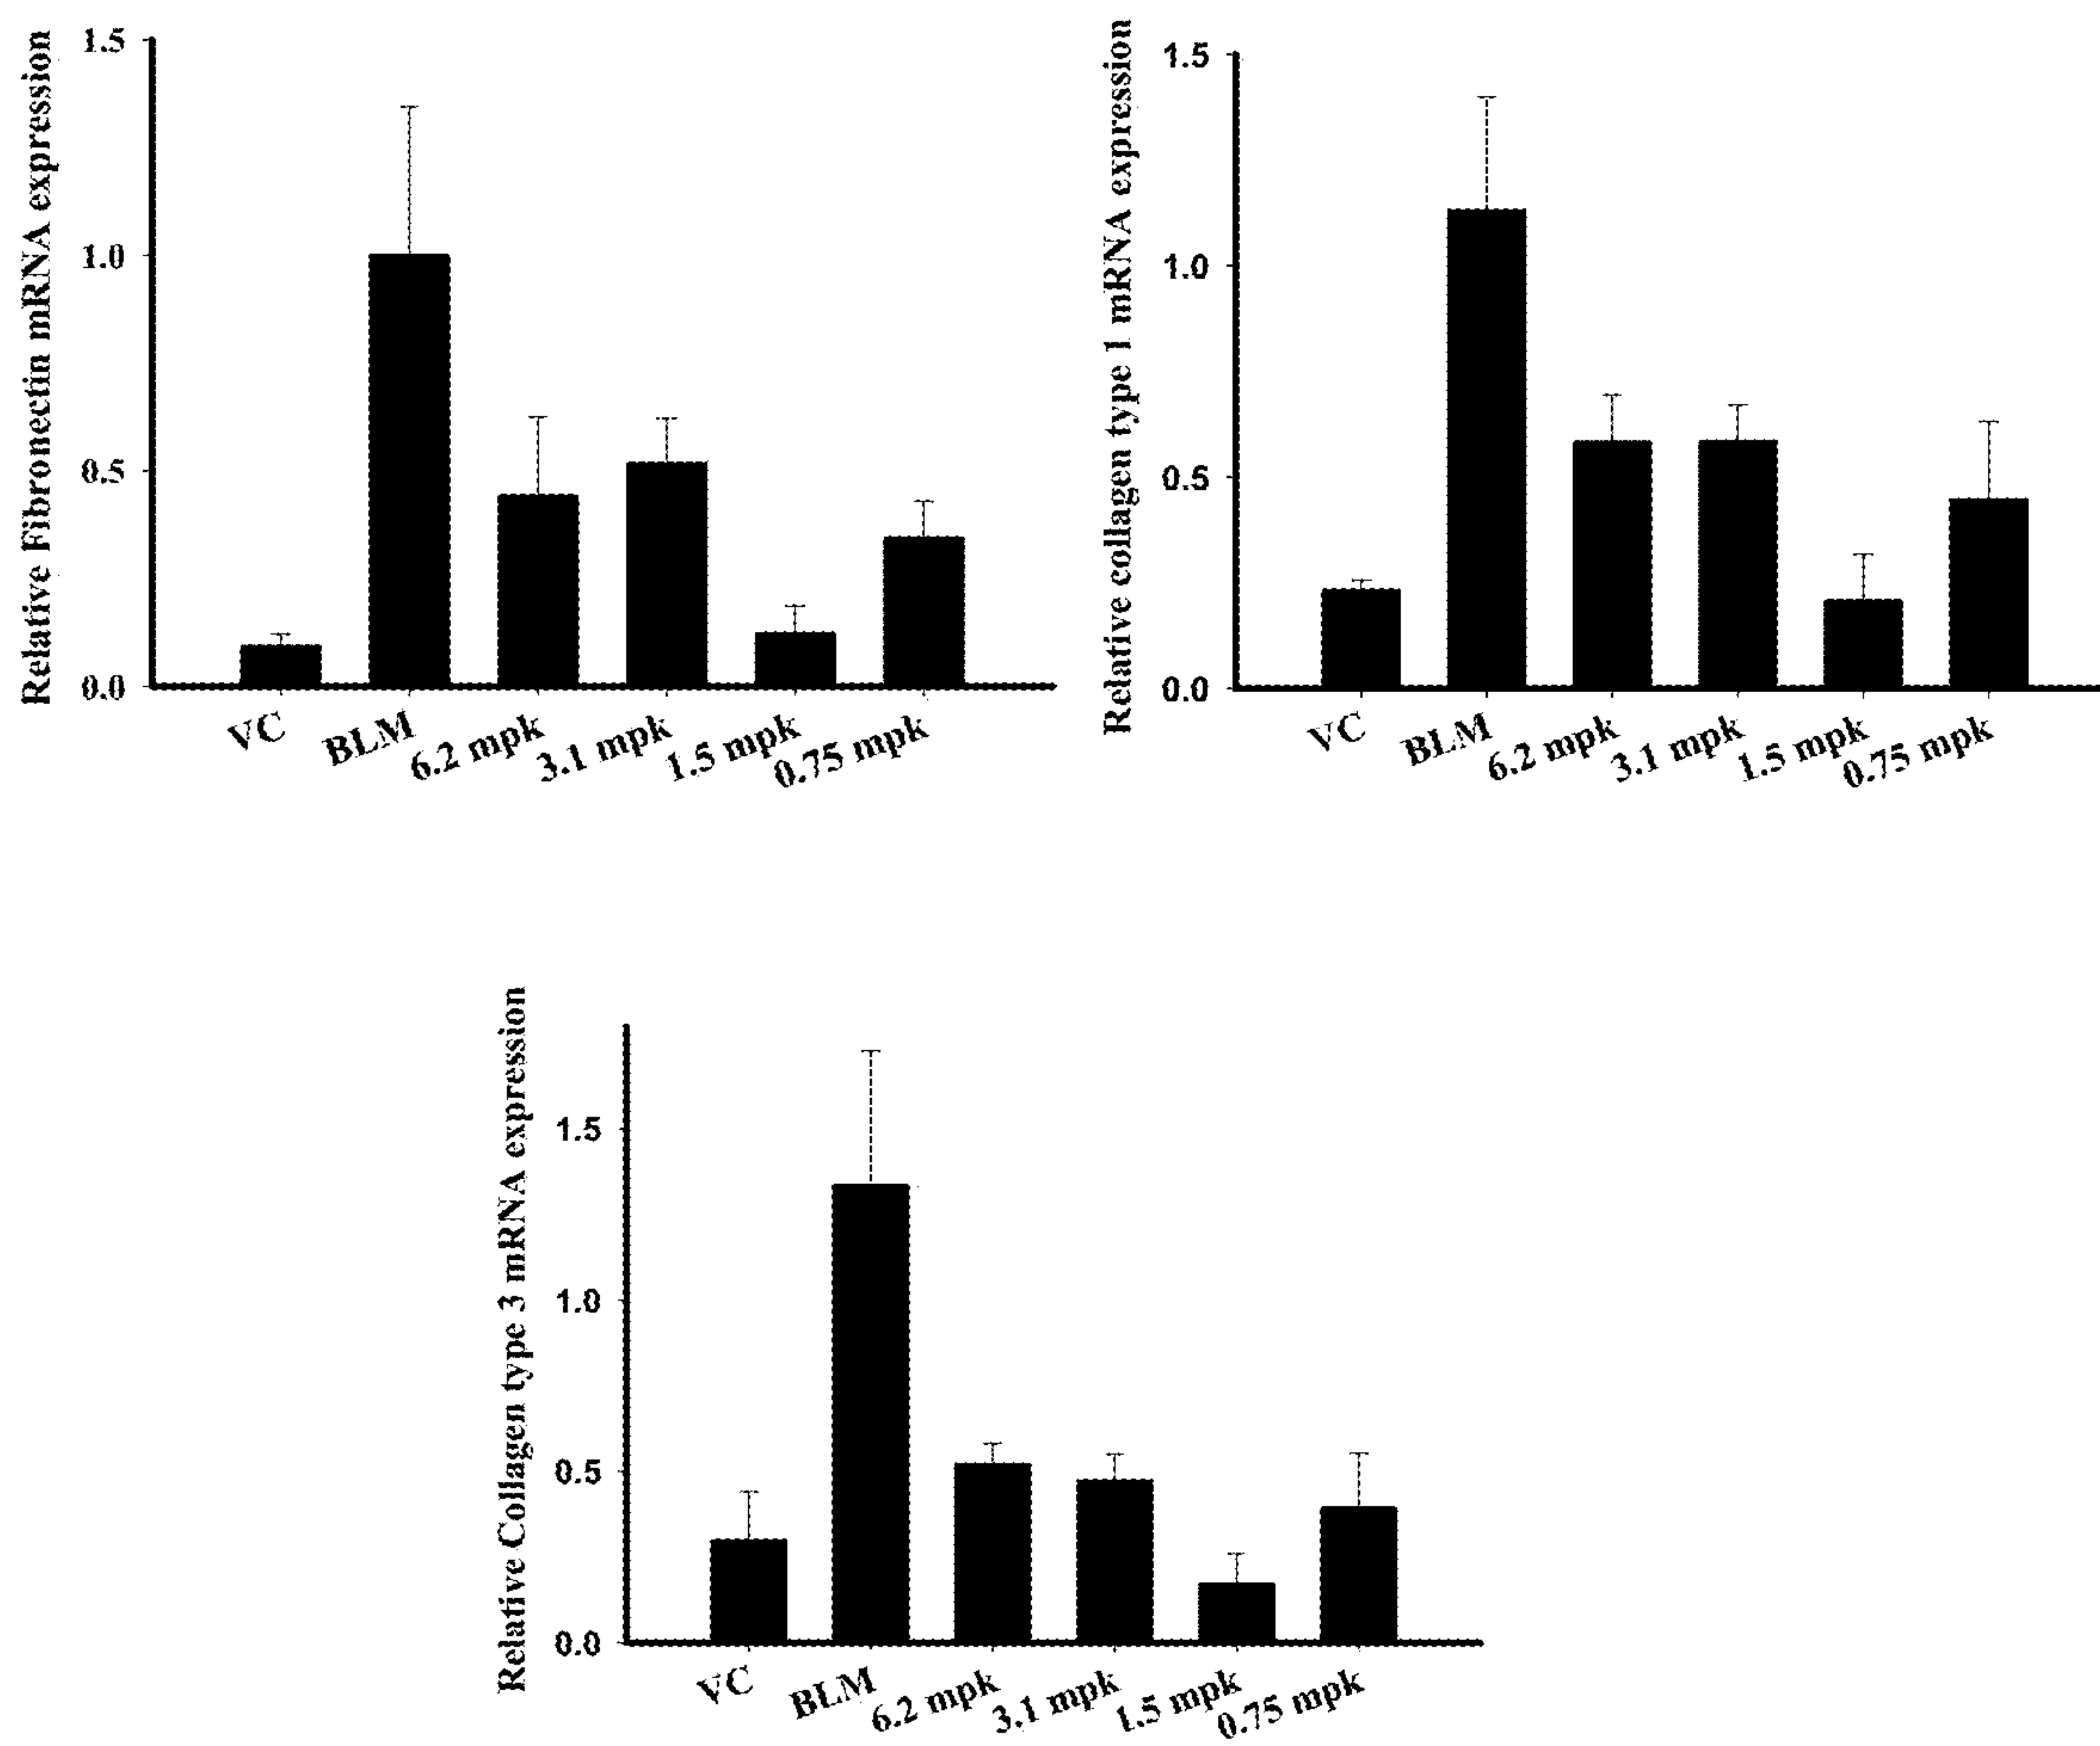 Relative Fibronectin mRNA expression
1.5
1.0
0.5
0.0
VC
BLM
6.2 mpk
3.1 mpk
1.5 mpk
0.75 mpk
Relative collagen type 1 mRNA expression
1.5
1.0
0.5
0.0
VC
BLM
6.2 mpk
3.1 mpk
1.5 mpk
0.75 mpk
Relative Collagen type 3 mRNA expression
1.5
1.0
0.5
0.0
VC
BLM
6.2 mpk
3.1 mpk
1.5 mpk
0.75 mpk